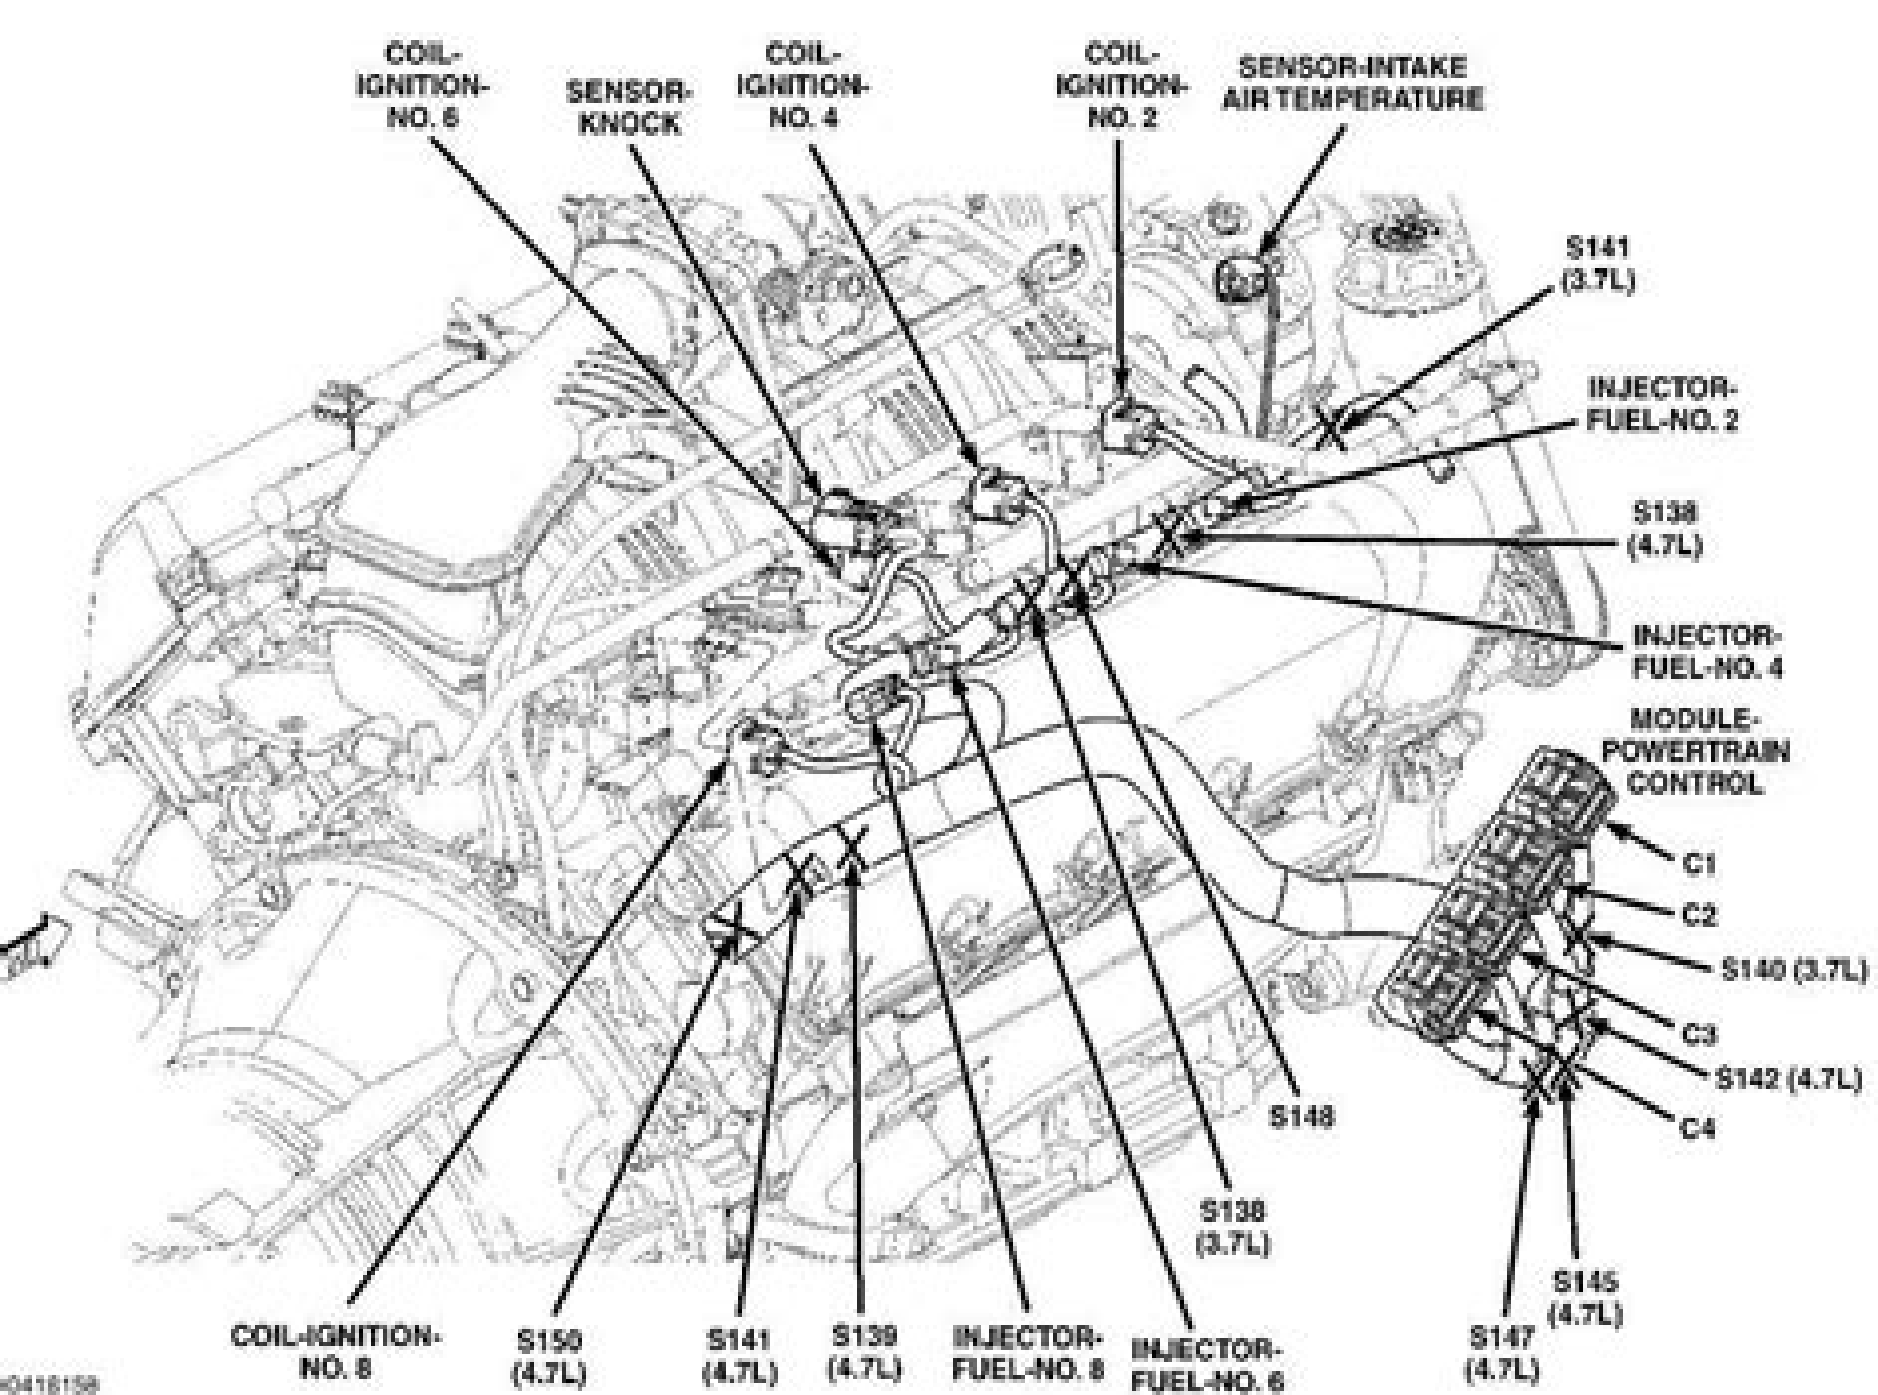 COIL-
IGNITION-
NO. 6
SENSOR-
KNOCK
COIL-
IGNITION-
NO. 4
COIL-
IGNITION-
NO. 2
SENSOR-INTAKE
AIR TEMPERATURE
S141
(3.7L)
INJECTOR-
FUEL-NO. 2
S138
(4.7L)
INJECTOR-
FUEL-NO. 4
MODULE-
POWERTRAIN
CONTROL
C1
C2
S140 (3.7L)
C3
S142 (4.7L)
C4
S148
S138
(3.7L)
S145
(4.7L)
S147
(4.7L)
COIL-IGNITION-
NO. 8
S150
(4.7L)
S141
(4.7L)
S139
(4.7L)
INJECTOR-
FUEL-NO. 8
INJECTOR-
FUEL-NO. 6